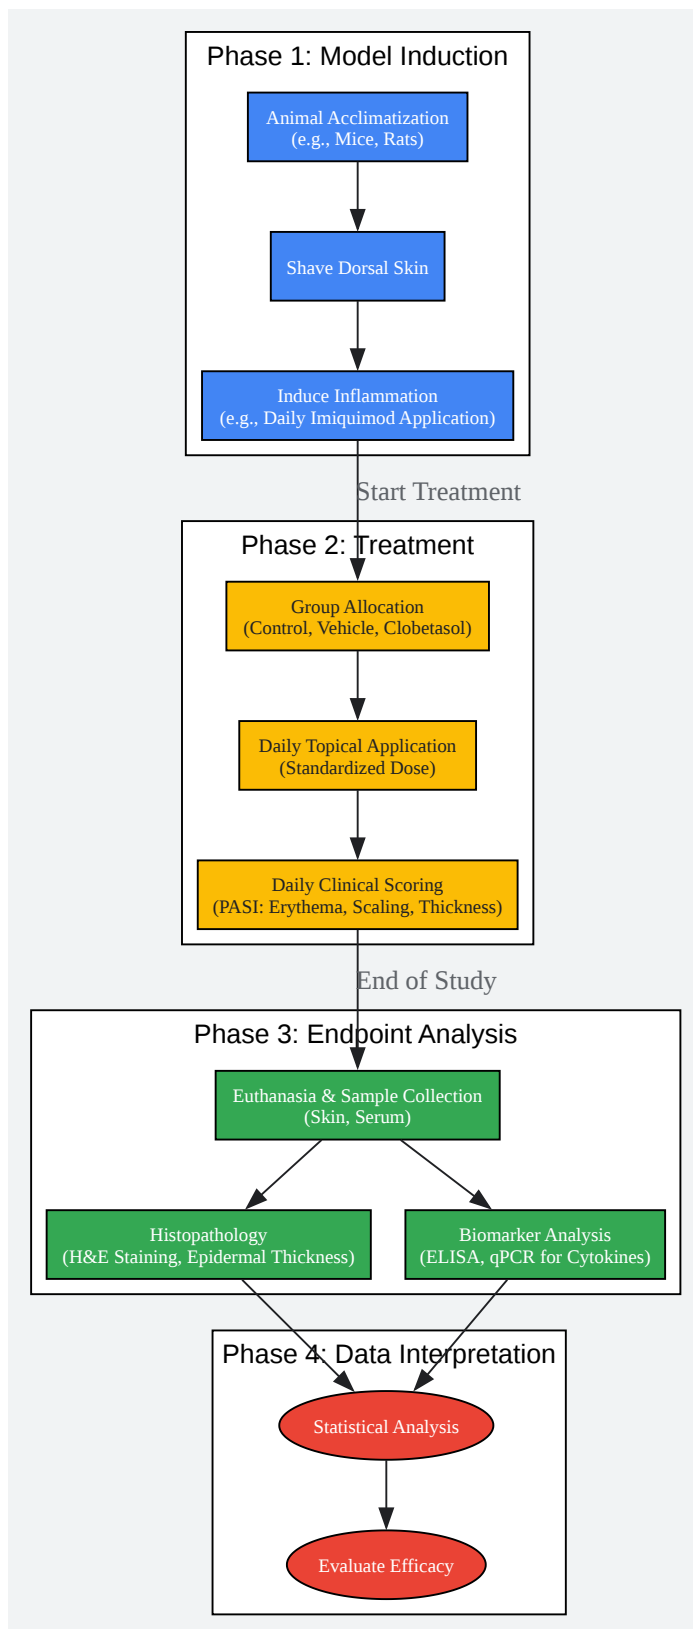 Phase 1: Model Induction
Animal Acclimatization
(e.g., Mice, Rats)
Shave Dorsal Skin
Induce Inflammation
(e.g., Daily Imiquimod Application)
Start Treatment
Phase 2: Treatment
Group Allocation
(Control, Vehicle, Clobetasol)
Daily Topical Application
(Standardized Dose)
Daily Clinical Scoring
(PASI: Erythema, Scaling, Thickness)
End of Study
Phase 3: Endpoint Analysis
Euthanasia & Sample Collection
(Skin, Serum)
Histopathology
(H&E Staining, Epidermal Thickness)
Biomarker Analysis
(ELISA, qPCR for Cytokines)
Phase 4: Data Interpretation
Statistical Analysis
Evaluate Efficacy